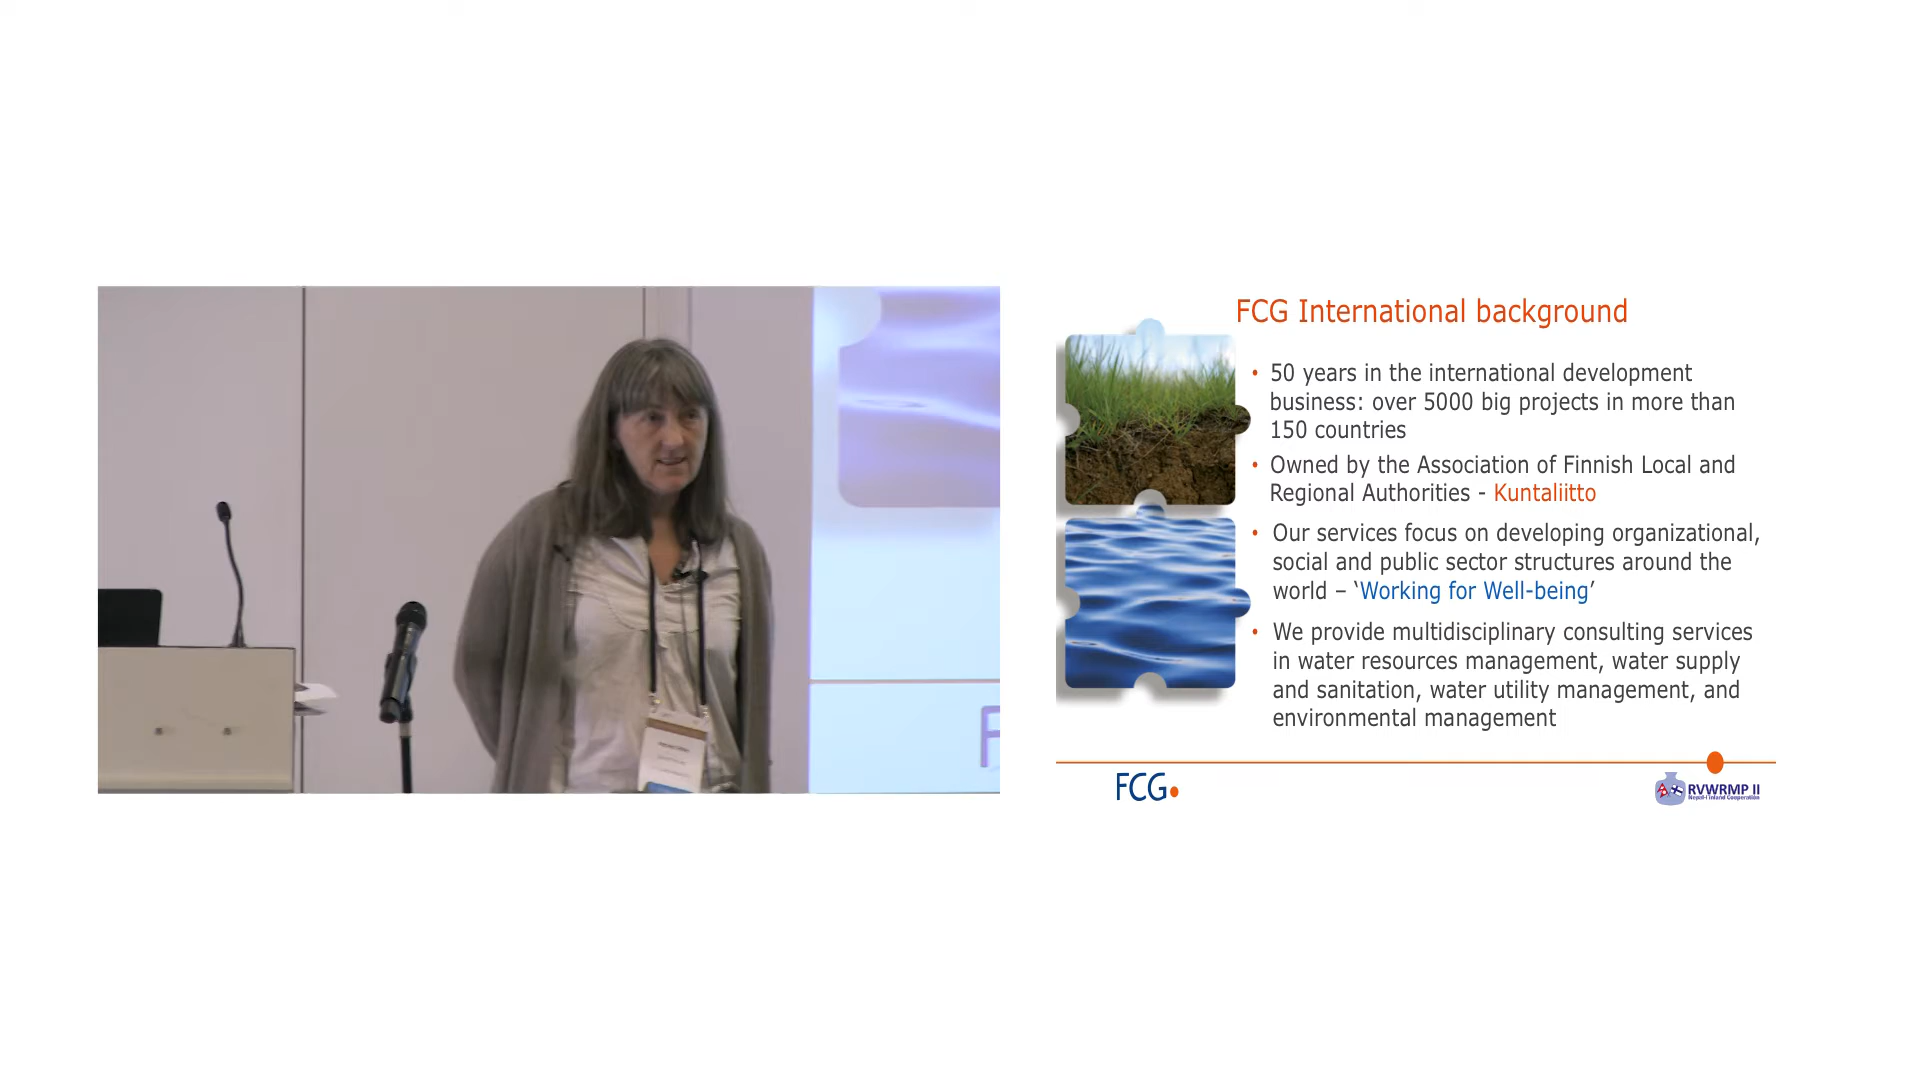 FCG International background
• 50 years in the international development
business: over 5000 big projects in more than
150 countries
• Owned by the Association of Finnish Local and
Regional Authorities - Kuntaliitto
• Our services focus on developing organizational,
social and public sector structures around the
world – ‘Working for Well-being’
• We provide multidisciplinary consulting services
in water resources management, water supply
and sanitation, water utility management, and
environmental management
FCG
RVWRMP II
Nepal-Finland Cooperation
F